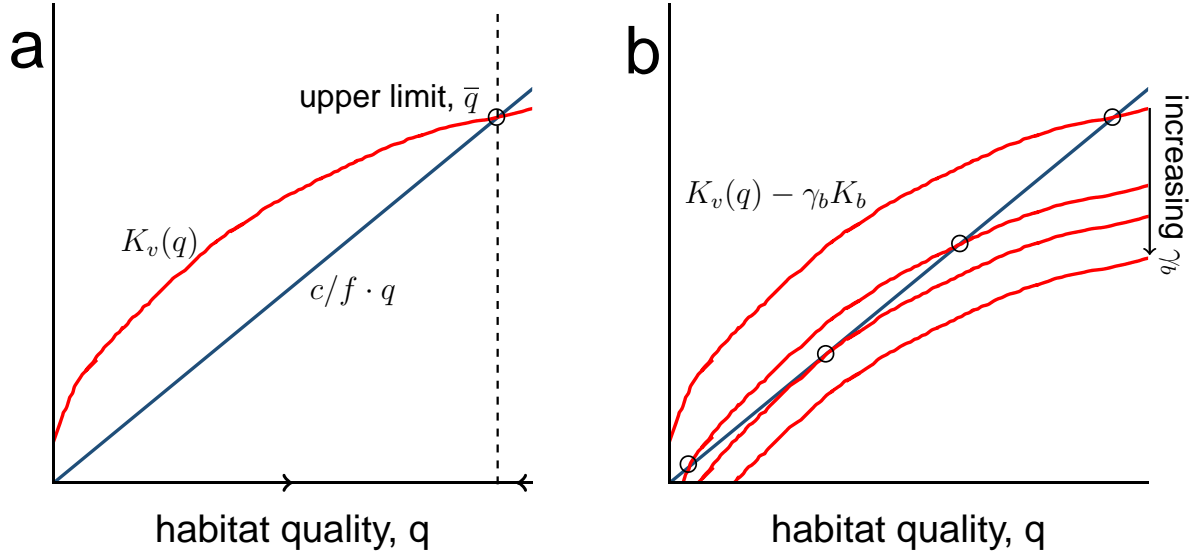 a
upper limit, q̅
K_v(q)
c/f · q
habitat quality, q
b
K_v(q) − γ_b K_b
increasing γ_b
habitat quality, q